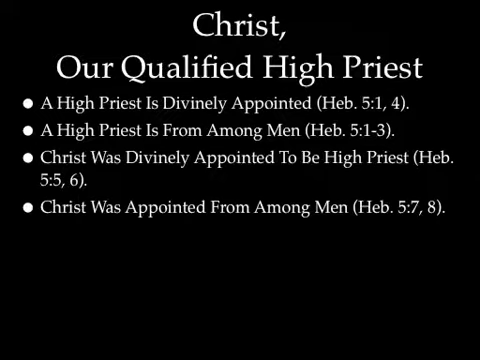 Christ,
Our Qualified High Priest
● A High Priest Is Divinely Appointed (Heb. 5:1, 4).
● A High Priest Is From Among Men (Heb. 5:1-3).
● Christ Was Divinely Appointed To Be High Priest (Heb.
5:5, 6).
● Christ Was Appointed From Among Men (Heb. 5:7, 8).